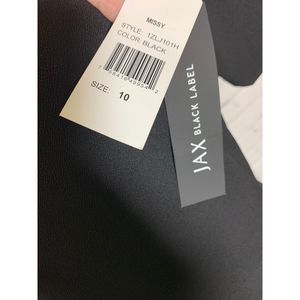 MISSY
STYLE: 1ZLJ101H
COLOR: BLACK
SIZE: 10
JAX BLACK LABEL